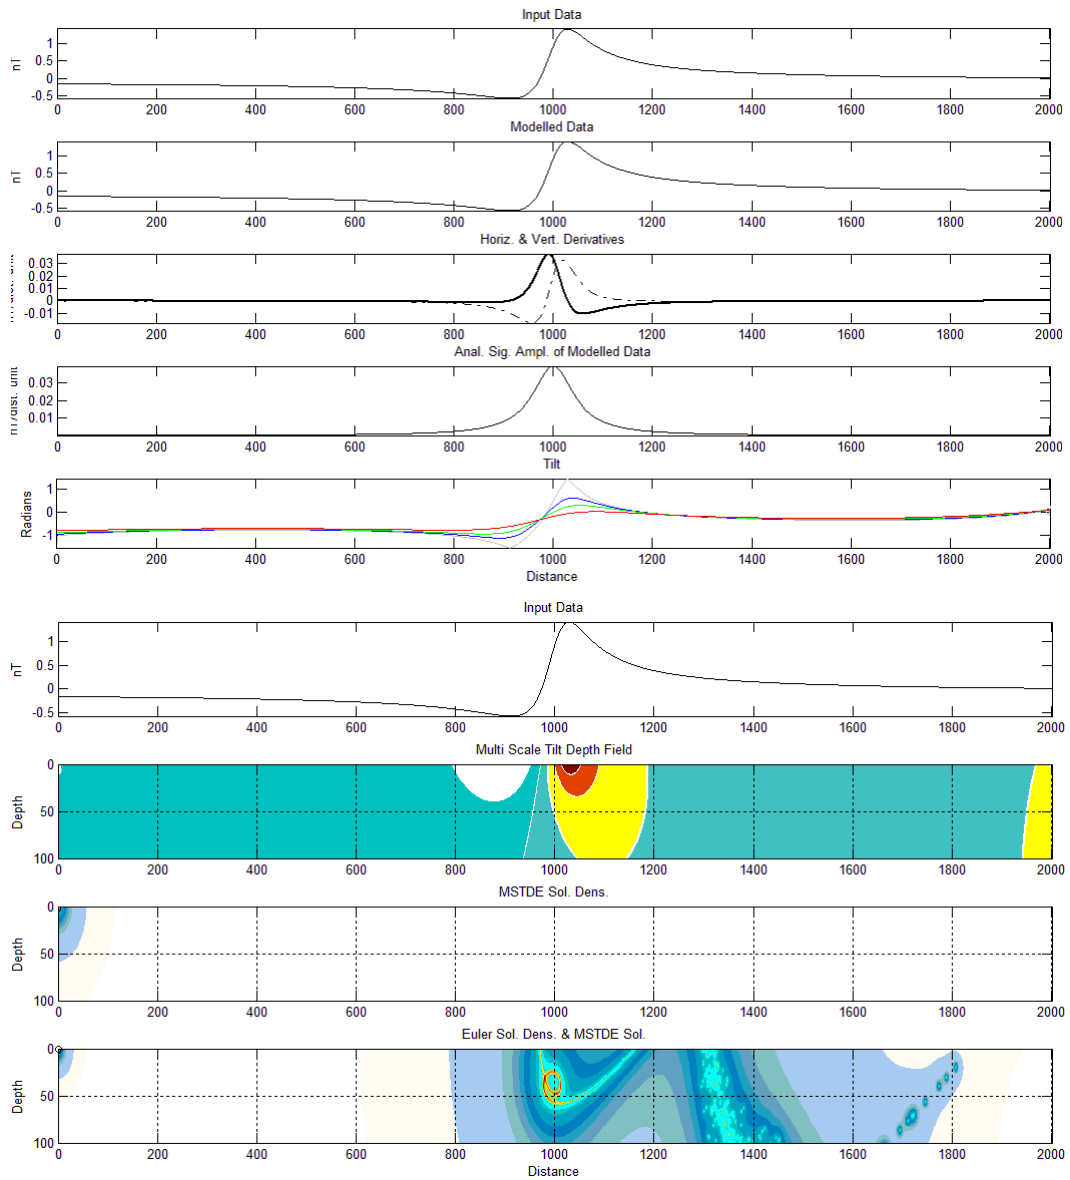 Input Data
nT
1
0.5
0
-0.5
0 200 400 600 800 1000 1200 1400 1600 1800 2000
Modelled Data
nT
1
0.5
0
-0.5
0 200 400 600 800 1000 1200 1400 1600 1800 2000
Horiz. & Vert. Derivatives
0.03
0.02
0.01
0
-0.01
0 200 400 600 800 1000 1200 1400 1600 1800 2000
Anal. Sig. Ampl. of Modelled Data
nT/dist. unit
0.03
0.02
0.01
0 200 400 600 800 1000 1200 1400 1600 1800 2000
Tilt
Radians
1
0
-1
0 200 400 600 800 1000 1200 1400 1600 1800 2000
Distance
Input Data
nT
1
0.5
0
-0.5
0 200 400 600 800 1000 1200 1400 1600 1800 2000
Multi Scale Tilt Depth Field
Depth
0
50
100
0 200 400 600 800 1000 1200 1400 1600 1800 2000
MSTDE Sol. Dens.
Depth
0
50
100
0 200 400 600 800 1000 1200 1400 1600 1800 2000
Euler Sol. Dens. & MSTDE Sol.
Depth
0
50
100
0 200 400 600 800 1000 1200 1400 1600 1800 2000
Distance